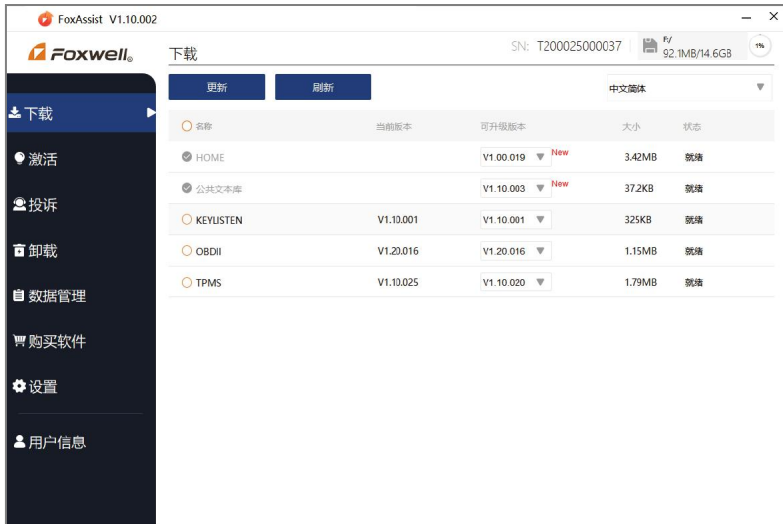 FoxAssist V1.10.002
FOXWELL®
下载
SN: T200025000037
F:/
92.1MB/14.6GB
1%
更新
刷新
中文简体
下载
激活
投诉
卸载
数据管理
购买软件
设置
用户信息
名称 当前版本 可升级版本 大小 状态
HOME V1.00.019 New 3.42MB 就绪
公共文本库 V1.10.003 New 37.2KB 就绪
KEYLISTEN V1.10.001 V1.10.001 325KB 就绪
OBDII V1.20.016 V1.20.016 1.15MB 就绪
TPMS V1.10.025 V1.10.020 1.79MB 就绪